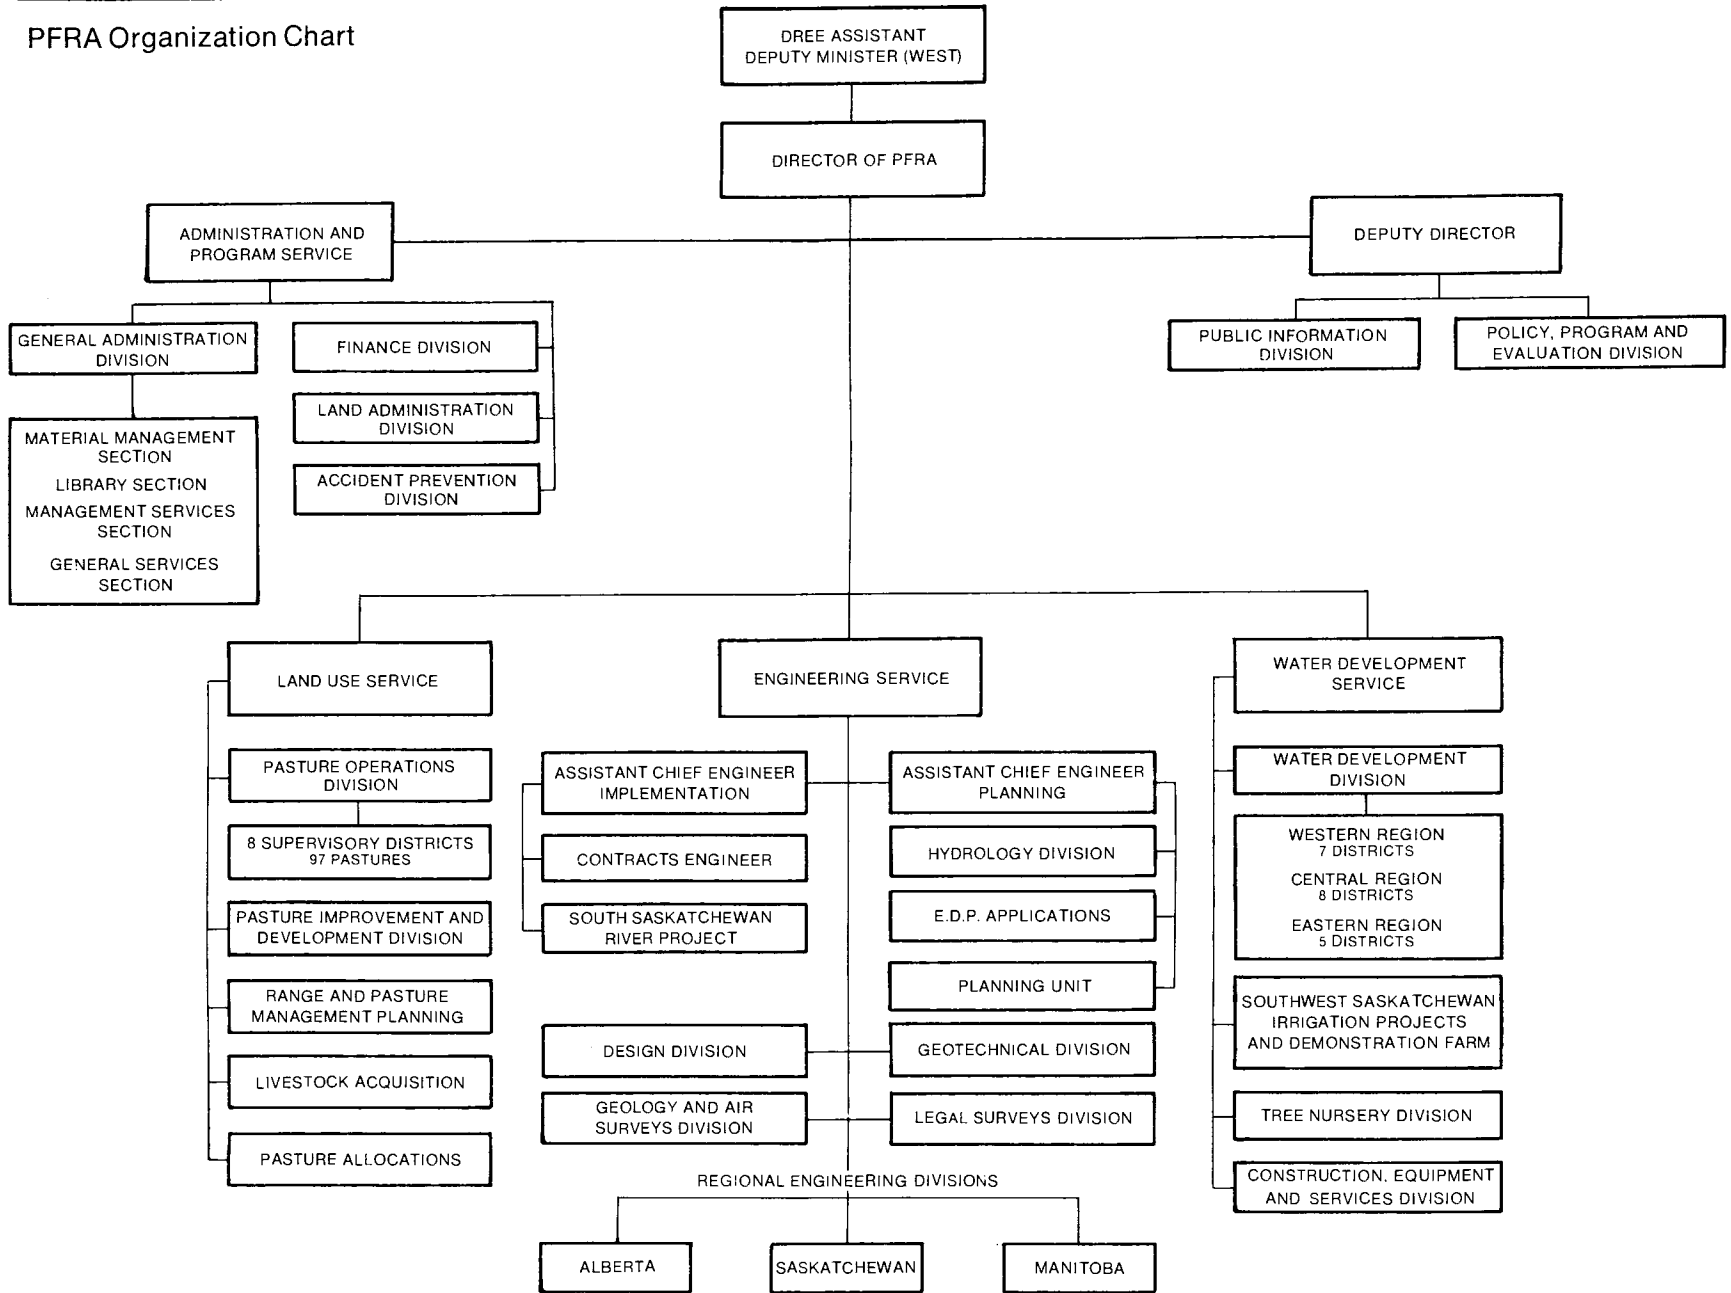 PFRA Organization Chart
DREE ASSISTANT
DEPUTY MINISTER (WEST)
DIRECTOR OF PFRA
ADMINISTRATION AND
PROGRAM SERVICE
DEPUTY DIRECTOR
GENERAL ADMINISTRATION
DIVISION
FINANCE DIVISION
LAND ADMINISTRATION
DIVISION
ACCIDENT PREVENTION
DIVISION
MATERIAL MANAGEMENT
SECTION
LIBRARY SECTION
MANAGEMENT SERVICES
SECTION
GENERAL SERVICES
SECTION
PUBLIC INFORMATION
DIVISION
POLICY, PROGRAM AND
EVALUATION DIVISION
LAND USE SERVICE
PASTURE OPERATIONS
DIVISION
8 SUPERVISORY DISTRICTS
97 PASTURES
PASTURE IMPROVEMENT AND
DEVELOPMENT DIVISION
RANGE AND PASTURE
MANAGEMENT PLANNING
LIVESTOCK ACQUISITION
PASTURE ALLOCATIONS
ENGINEERING SERVICE
ASSISTANT CHIEF ENGINEER
IMPLEMENTATION
CONTRACTS ENGINEER
SOUTH SASKATCHEWAN
RIVER PROJECT
ASSISTANT CHIEF ENGINEER
PLANNING
HYDROLOGY DIVISION
E.D.P. APPLICATIONS
PLANNING UNIT
DESIGN DIVISION
GEOTECHNICAL DIVISION
GEOLOGY AND AIR
SURVEYS DIVISION
LEGAL SURVEYS DIVISION
REGIONAL ENGINEERING DIVISIONS
ALBERTA
SASKATCHEWAN
MANITOBA
WATER DEVELOPMENT
SERVICE
WATER DEVELOPMENT
DIVISION
WESTERN REGION
7 DISTRICTS
CENTRAL REGION
8 DISTRICTS
EASTERN REGION
5 DISTRICTS
SOUTHWEST SASKATCHEWAN
IRRIGATION PROJECTS
AND DEMONSTRATION FARM
TREE NURSERY DIVISION
CONSTRUCTION, EQUIPMENT
AND SERVICES DIVISION